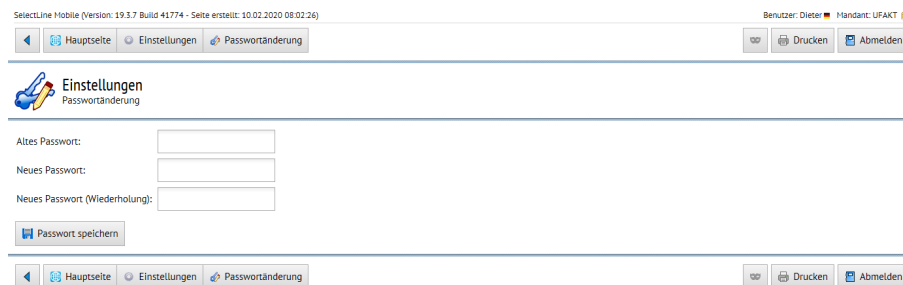 SelectLine Mobile (Version: 19.3.7 Build 41774 - Seite erstellt: 10.02.2020 08:02:26) Benutzer: Dieter Mandant: UFAKT |
Hauptseite Einstellungen Passwortänderung Drucken Abmelden
Einstellungen
Passwortänderung
Altes Passwort:
Neues Passwort:
Neues Passwort (Wiederholung):
Passwort speichern
Hauptseite Einstellungen Passwortänderung Drucken Abmelden